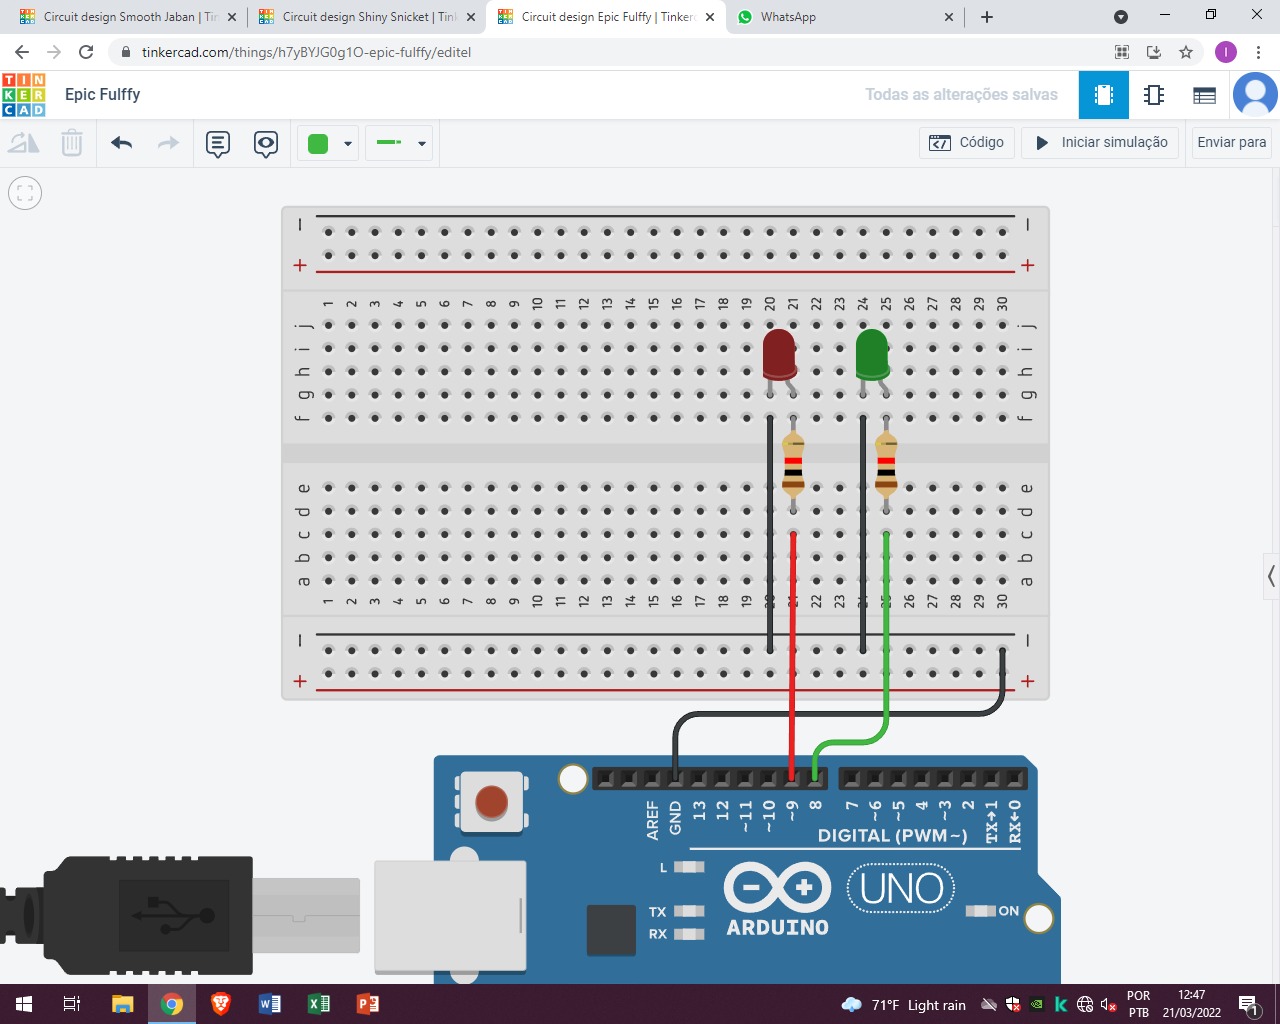 Circuit design Smooth Jaban | Tin
Circuit design Shiny Snicket | Tink
Circuit design Epic Fulffy | Tinkerc
WhatsApp
tinkercad.com/things/h7yBYJG0g1O-epic-fulffy/editel
I
TIN
KER
CAD
Epic Fulffy
Todas as alterações salvas
Código
Iniciar simulação
Enviar para
1 2 3 4 5 6 7 8 9 10 11 12 13 14 15 16 17 18 19 20 21 22 23 24 25 26 27 28 29 30
j j
i i
h h
g g
f f
e e
d d
c c
b b
a a
1 2 3 4 5 6 7 8 9 10 11 12 13 14 15 16 17 18 19 20 21 22 23 24 25 26 27 28 29 30
AREF GND 13 12 ~11 ~10 ~9 8 7 ~6 ~5 4 ~3 2 TX→1 RX←0
DIGITAL (PWM~)
L
TX
RX
ARDUINO
UNO
ON
71°F Light rain
POR
PTB
12:47
21/03/2022
1